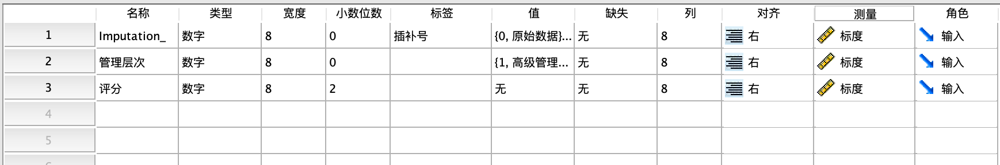 名称 类型 宽度 小数位数 标签 值 缺失 列 对齐 测量 角色
1 Imputation_ 数字 8 0 插补号 {0, 原始数据}... 无 8 右 标度 输入
2 管理层次 数字 8 0 {1, 高级管理... 无 8 右 标度 输入
3 评分 数字 8 2 无 无 8 右 标度 输入
4
5